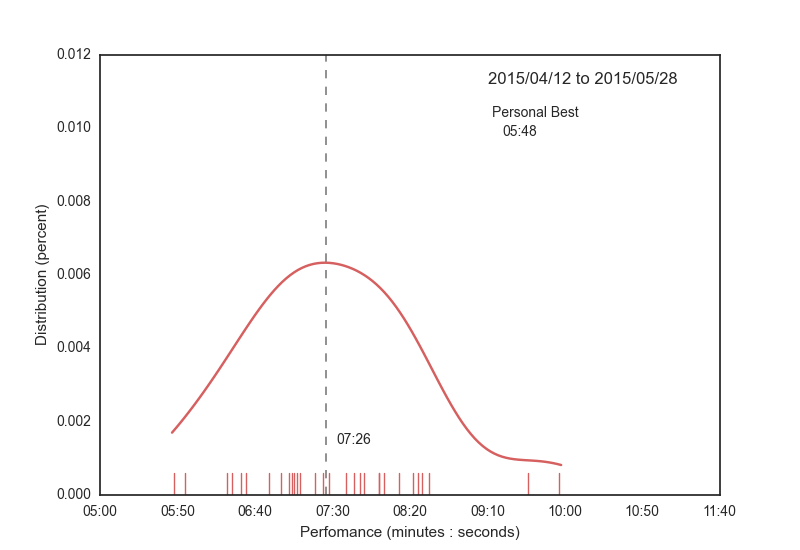 2015/04/12 to 2015/05/28
Personal Best
05:48
0.012
0.010
0.008
0.006
0.004
0.002
0.000
Distribution (percent)
07:26
05:00 05:50 06:40 07:30 08:20 09:10 10:00 10:50 11:40
Perfomance (minutes : seconds)